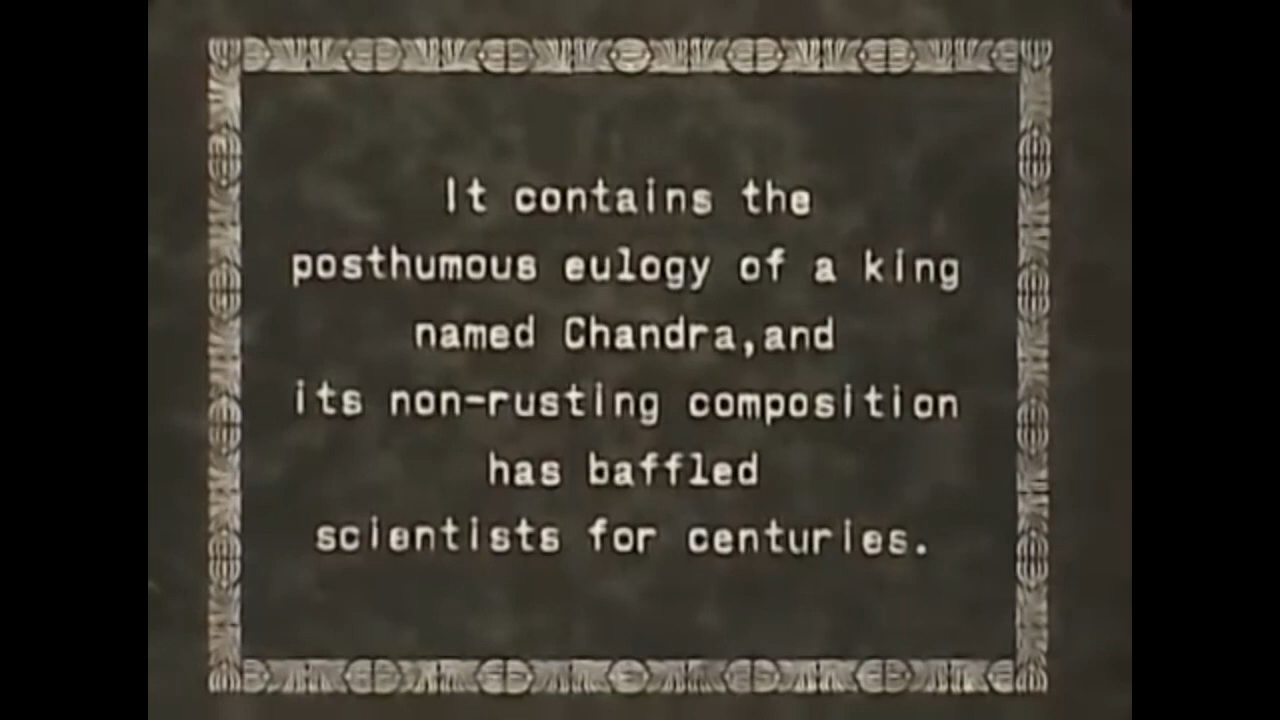 It contains the
posthumous eulogy of a king
named Chandra,and
its non-rusting composition
has baffled
scientists for centuries.